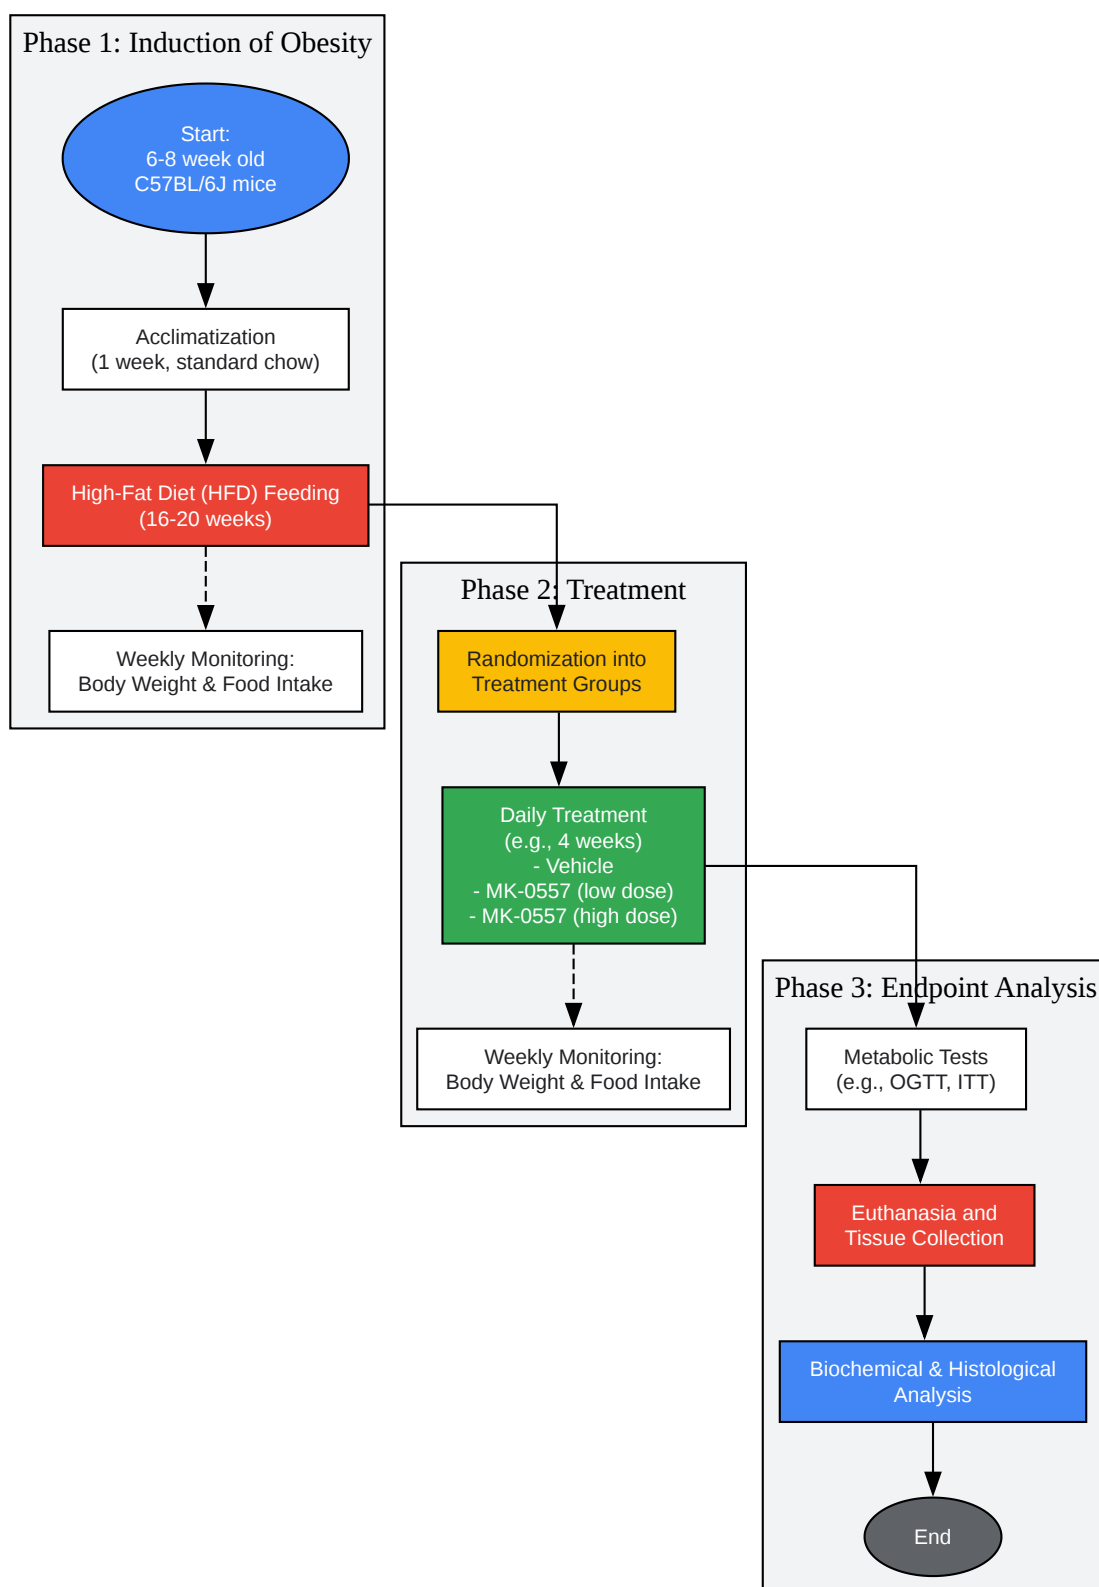 Phase 1: Induction of Obesity
Start:
6-8 week old
C57BL/6J mice
Acclimatization
(1 week, standard chow)
High-Fat Diet (HFD) Feeding
(16-20 weeks)
Weekly Monitoring:
Body Weight & Food Intake
Phase 2: Treatment
Randomization into
Treatment Groups
Daily Treatment
(e.g., 4 weeks)
- Vehicle
- MK-0557 (low dose)
- MK-0557 (high dose)
Weekly Monitoring:
Body Weight & Food Intake
Phase 3: Endpoint Analysis
Metabolic Tests
(e.g., OGTT, ITT)
Euthanasia and
Tissue Collection
Biochemical & Histological
Analysis
End